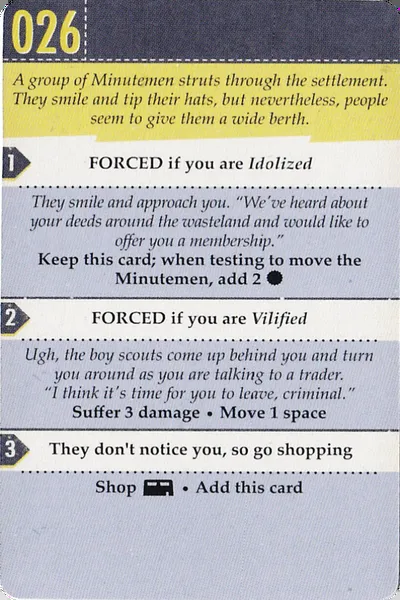 026
A group of Minutemen struts through the settlement.
They smile and tip their hats, but nevertheless, people
seem to give them a wide berth.
1 FORCED if you are Idolized
They smile and approach you. “We’ve heard about
your deeds around the wasteland and would like to
offer you a membership.”
Keep this card; when testing to move the
Minutemen, add 2
2 FORCED if you are Vilified
Ugh, the boy scouts come up behind you and turn
you around as you are talking to a trader.
“I think it’s time for you to leave, criminal.”
Suffer 3 damage • Move 1 space
3 They don't notice you, so go shopping
Shop • Add this card